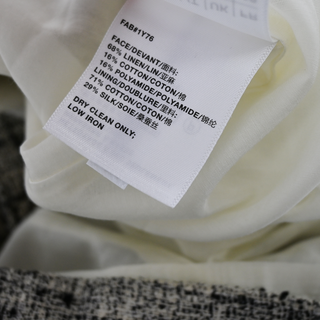 FAB#1Y76
FACE/DEVANT/面料:
68% LINEN/LIN/亚麻
16% COTTON/COTON/棉
16% POLYAMIDE/POLYAMIDE/锦纶
LINING/DOUBLURE/里料:
71% COTTON/COTON/棉
29% SILK/SOIE/桑蚕丝
DRY CLEAN ONLY;
LOW IRON